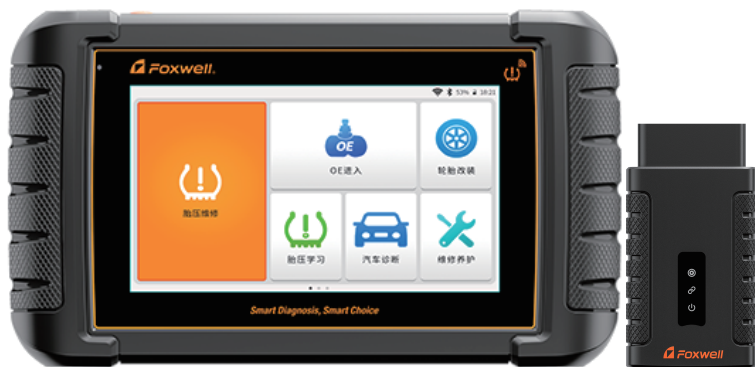 Foxwell.
53% 18:21
胎压维修
OE
OE进入
轮胎改装
胎压学习
汽车诊断
维修养护
Smart Diagnosis, Smart Choice
Foxwell